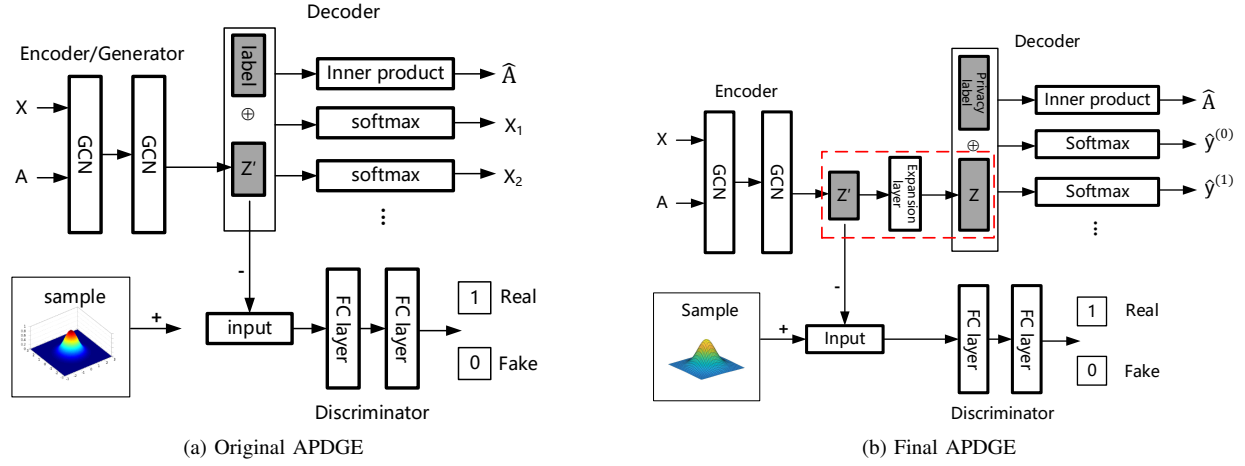 Decoder
Encoder/Generator
X
A
GCN
GCN
label
⊕
Z'
Inner product
Â
softmax
X₁
softmax
X₂
...
-
sample
+
input
FC layer
FC layer
1 Real
0 Fake
Discriminator
(a) Original APDGE
Decoder
Encoder
X
A
GCN
GCN
Z'
Expansion
layer
Privacy
label
⊕
Z
Inner product
Â
Softmax
ŷ⁽⁰⁾
Softmax
ŷ⁽¹⁾
...
-
Sample
+
Input
FC layer
FC layer
1 Real
0 Fake
Discriminator
(b) Final APDGE